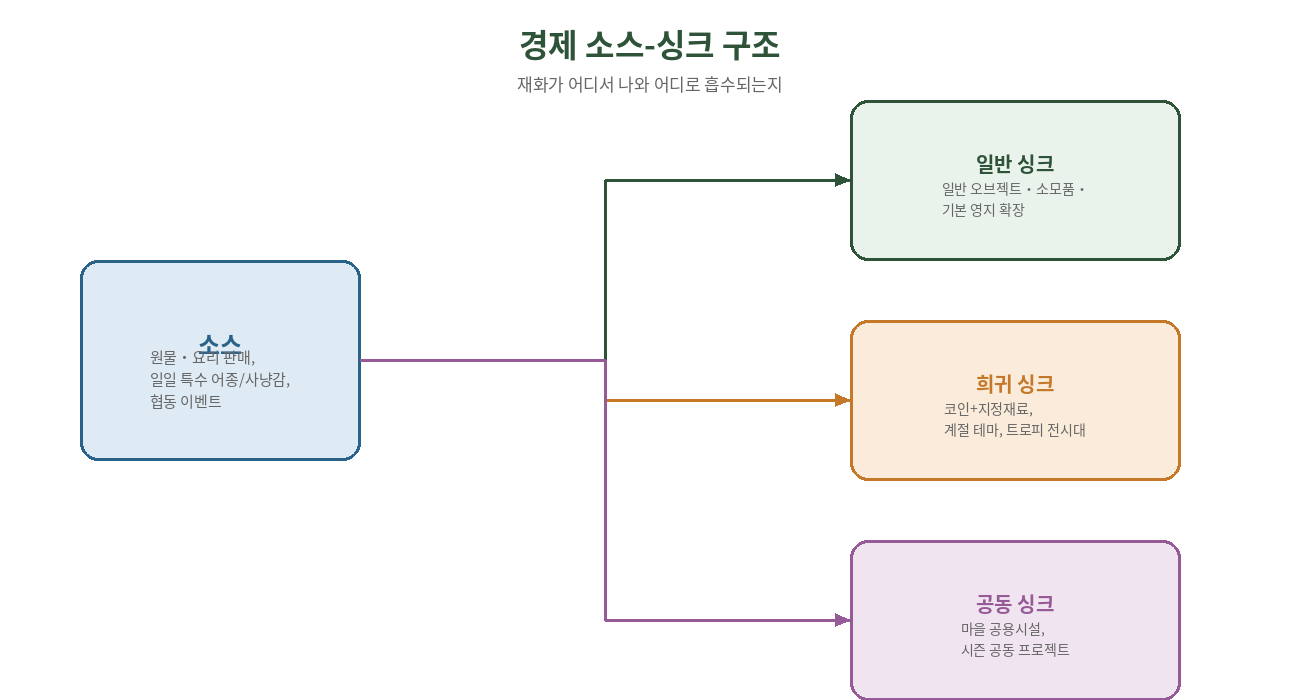 경제 소스-싱크 구조
재화가 어디서 나와 어디로 흡수되는지
소스
원물・요리 판매,
일일 특수 어종/사냥감,
협동 이벤트
일반 싱크
일반 오브젝트・소모품・
기본 영지 확장
희귀 싱크
코인+지정재료,
계절 테마, 트로피 전시대
공동 싱크
마을 공용시설,
시즌 공동 프로젝트